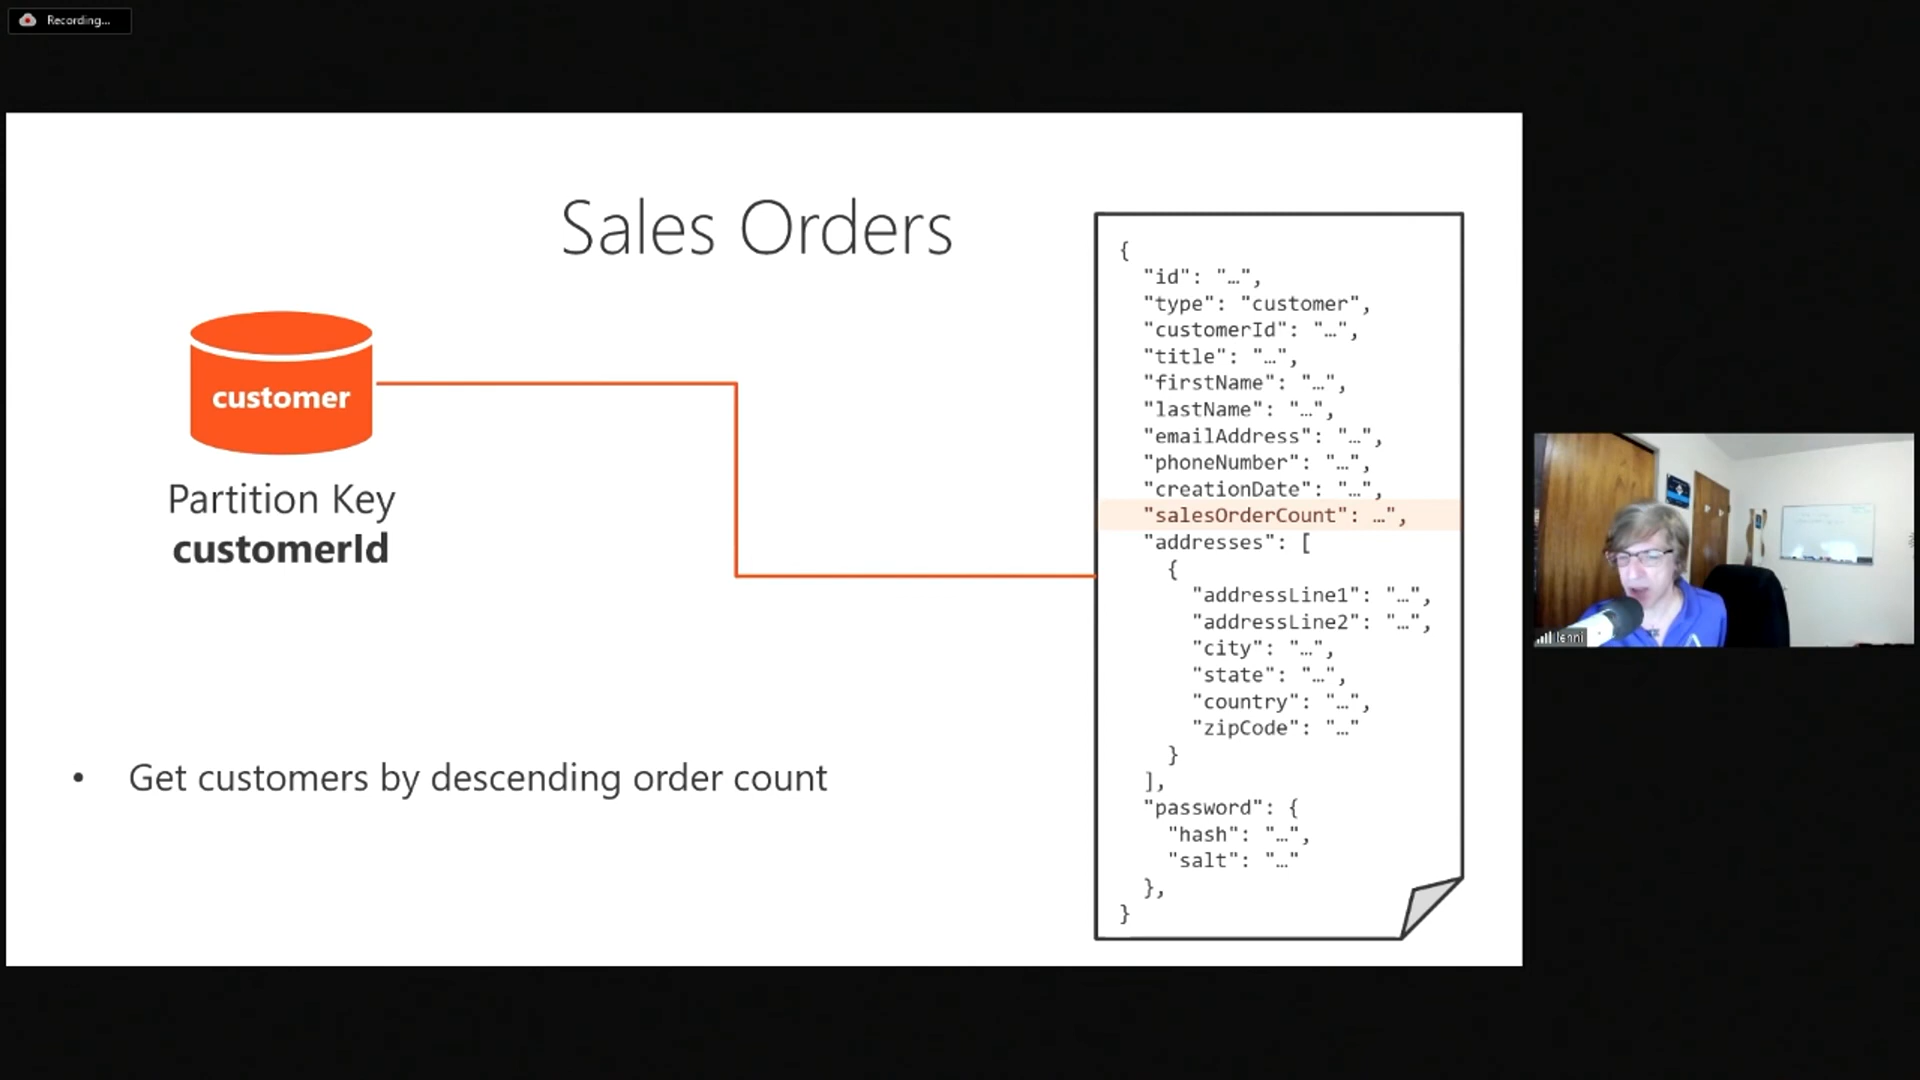 Recording...
Sales Orders
customer
Partition Key
customerId
• Get customers by descending order count
{
"id": "…",
"type": "customer",
"customerId": "…",
"title": "…",
"firstName": "…",
"lastName": "…",
"emailAddress": "…",
"phoneNumber": "…",
"creationDate": "…",
"salesOrderCount": …",
"addresses": [
{
"addressLine1": "…",
"addressLine2": "…",
"city": "…",
"state": "…",
"country": "…",
"zipCode": "…"
}
],
"password": {
"hash": "…",
"salt": "…"
},
}
lenni